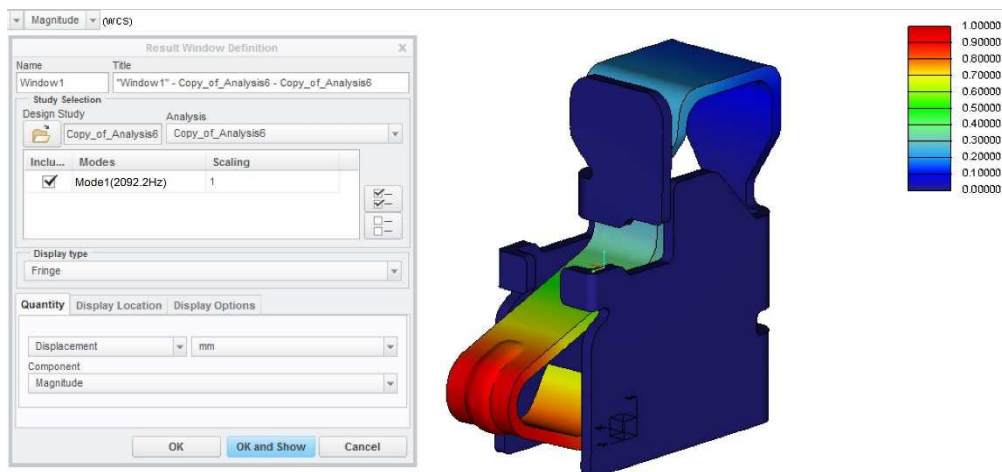 Magnitude (WCS)
Result Window Definition X
Name Title
Window1 "Window1" - Copy_of_Analysis6 - Copy_of_Analysis6
Study Selection
Design Study Analysis
Copy_of_Analysis6 Copy_of_Analysis6
Inclu... Modes Scaling
Mode1(2092.2Hz) 1
Display type
Fringe
Quantity Display Location Display Options
Displacement mm
Component
Magnitude
OK OK and Show Cancel
1.00000
0.90000
0.80000
0.70000
0.60000
0.50000
0.40000
0.30000
0.20000
0.10000
0.00000